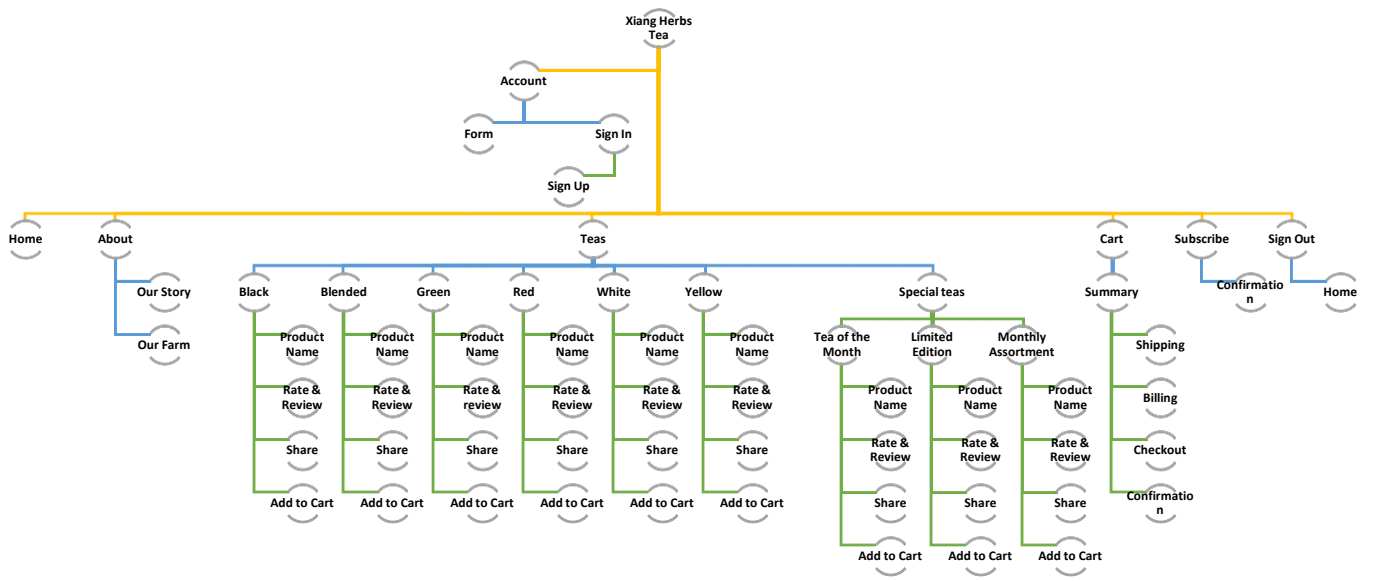 Xiang Herbs
Tea
Account
Form
Sign In
Sign Up
Home
About
Teas
Cart
Subscribe
Sign Out
Our Story
Black
Blended
Green
Red
White
Yellow
Special teas
Summary
Confirmatio
n
Home
Our Farm
Product
Name
Product
Name
Product
Name
Product
Name
Product
Name
Product
Name
Tea of the
Month
Limited
Edition
Monthly
Assortment
Shipping
Rate &
Review
Rate &
Review
Rate &
review
Rate &
Review
Rate &
Review
Rate &
Review
Product
Name
Product
Name
Product
Name
Billing
Share
Share
Share
Share
Share
Share
Rate &
Review
Rate &
Review
Rate &
Review
Checkout
Add to Cart
Add to Cart
Add to Cart
Add to Cart
Add to Cart
Add to Cart
Share
Share
Share
Confirmatio
n
Add to Cart
Add to Cart
Add to Cart